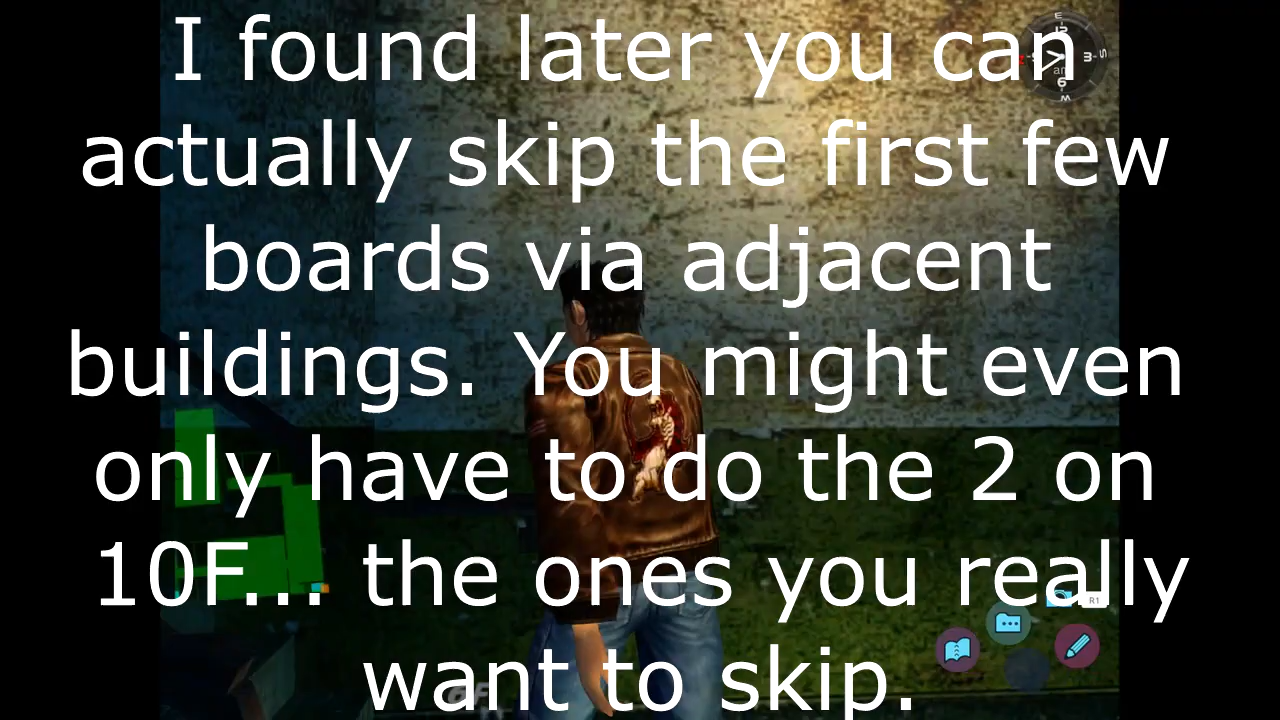 I found later you can
actually skip the first few
boards via adjacent
buildings. You might even
only have to do the 2 on
10F... the ones you really
want to skip.
R1